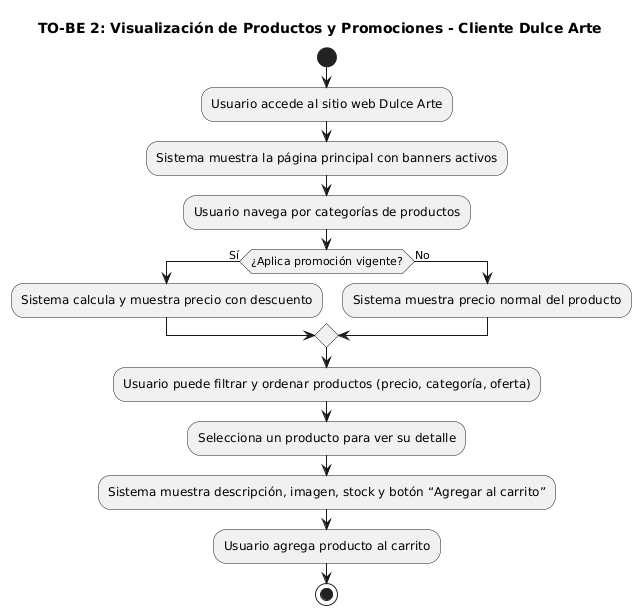 TO-BE 2: Visualización de Productos y Promociones - Cliente Dulce Arte
Usuario accede al sitio web Dulce Arte
Sistema muestra la página principal con banners activos
Usuario navega por categorías de productos
Sí
¿Aplica promoción vigente?
No
Sistema calcula y muestra precio con descuento
Sistema muestra precio normal del producto
Usuario puede filtrar y ordenar productos (precio, categoría, oferta)
Selecciona un producto para ver su detalle
Sistema muestra descripción, imagen, stock y botón “Agregar al carrito”
Usuario agrega producto al carrito